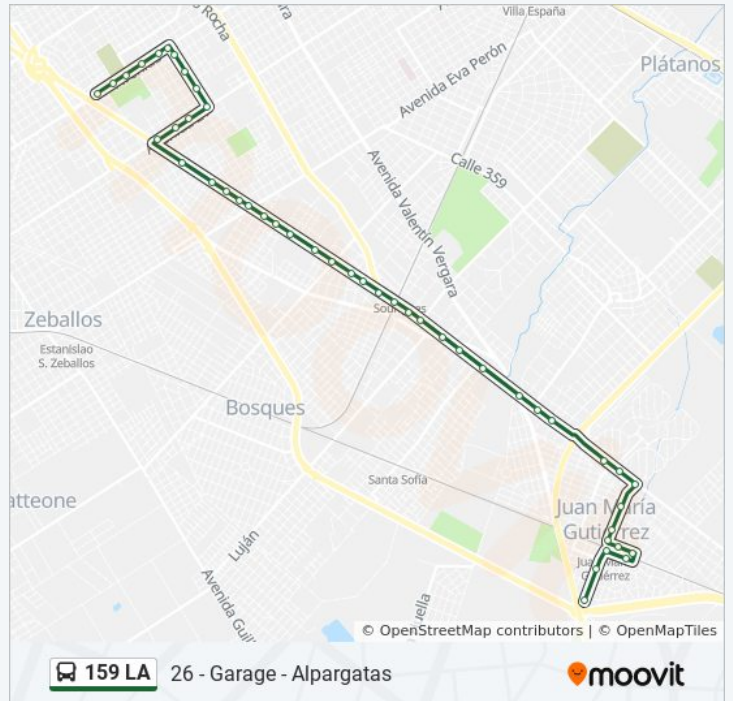 Rocha
Villa España
Plátanos
Avenida Eva Perón
Calle 359
Avenida Valentín Vergara
Zeballos
Estanislao
S. Zeballos
Bosques
Santa Sofía
Juan María
Gutiérrez
Luján
© OpenStreetMap contributors | © OpenMapTiles
159 LA
26 - Garage - Alpargatas
moovit